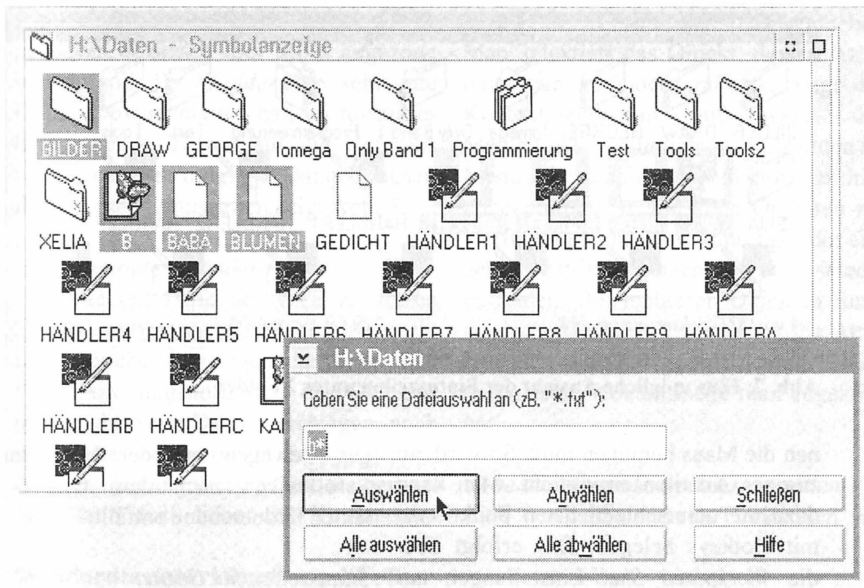 H:\Daten - Symbolanzeige
BILDER DRAW GEORGE Iomega Only Band 1 Programmierung Test Tools Tools2
XELIA B BABA BLUMEN GEDICHT HÄNDLER1 HÄNDLER2 HÄNDLER3
HÄNDLER4 HÄNDLER5 HÄNDLER6 HÄNDLER7 HÄNDLER8 HÄNDLER9 HÄNDLERA
HÄNDLERB HÄNDLERC
H:\Daten
Geben Sie eine Dateiauswahl an (zB. "*.txt"):
b*
Auswählen Abwählen Schließen
Alle auswählen Alle abwählen Hilfe